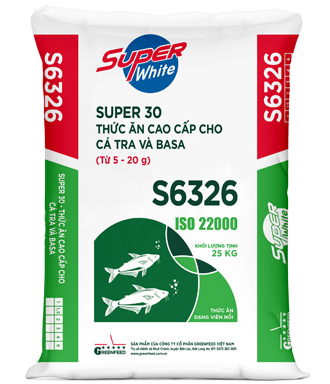 SUPER
White
S6326
S6326
SUPER
White
SUPER 30
THỨC ĂN CAO CẤP CHO
CÁ TRA VÀ BASA
(Từ 5 - 20 g)
S6326
ISO 22000
KHỐI LƯỢNG TỊNH
25 KG
SUPER 30 - THỨC ĂN CAO CẤP CHO
CÁ TRA VÀ BASA
THỨC ĂN
DẠNG VIÊN NỔI
GREENFEED
SẢN PHẨM CỦA CÔNG TY CỔ PHẦN GREENFEED VIỆT NAM